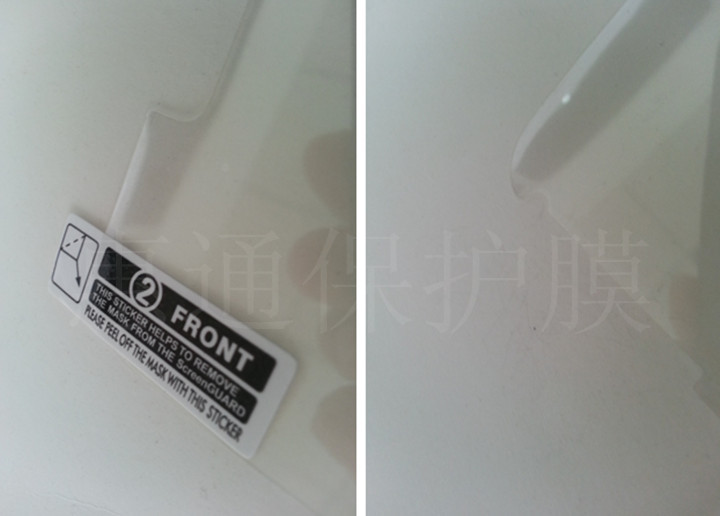 ② FRONT
THIS STICKER HELPS TO REMOVE
THE MASK FROM THE ScreenGUARD
PLEASE PEEL OFF THE MASK WITH THIS STICKER
通保护膜